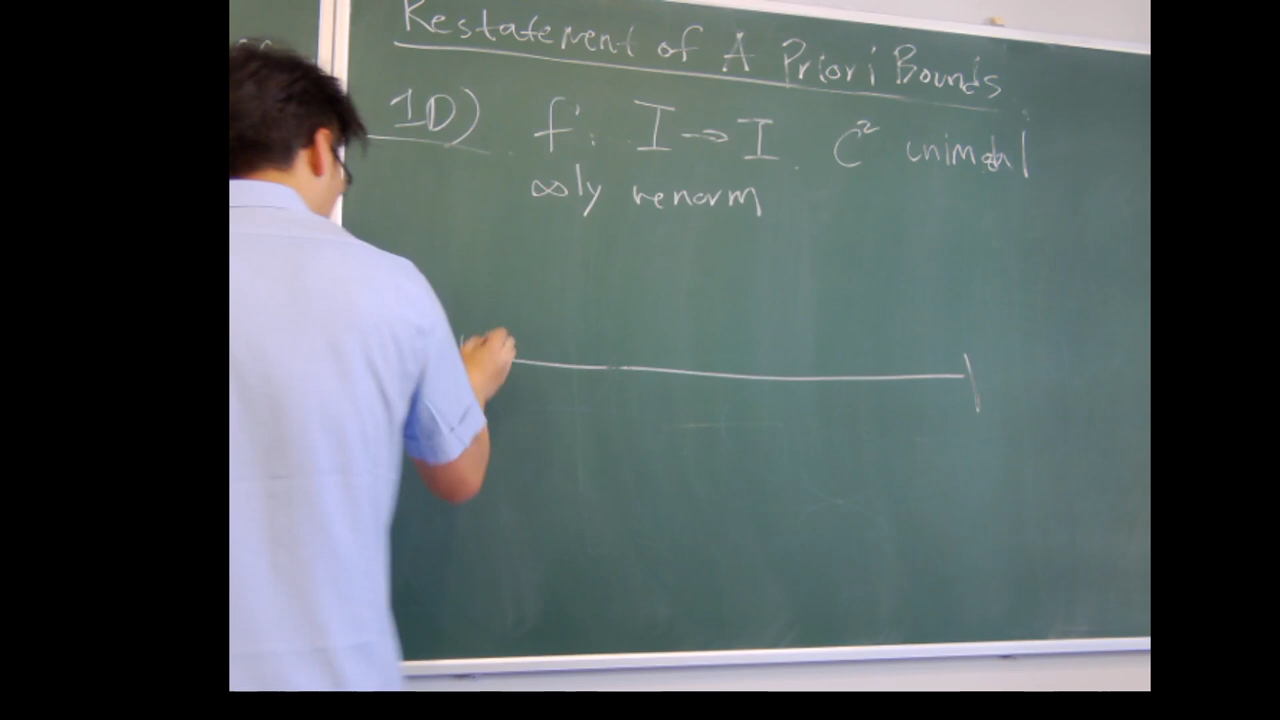 Restatement of A Priori Bounds
1D) f: I → I. C² unimodal
∞ly renorm